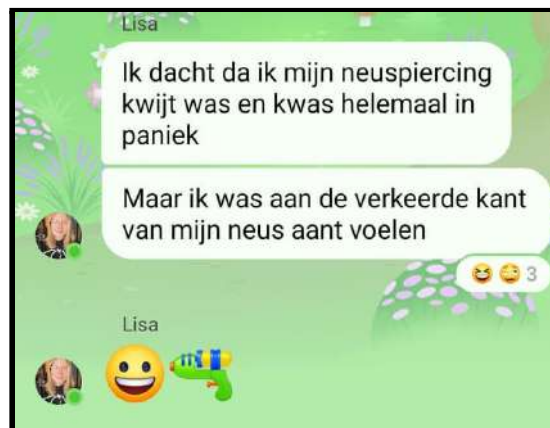 Lisa
Ik dacht da ik mijn neuspiercing
kwijt was en kwas helemaal in
paniek
Maar ik was aan de verkeerde kant
van mijn neus aant voelen
3
Lisa